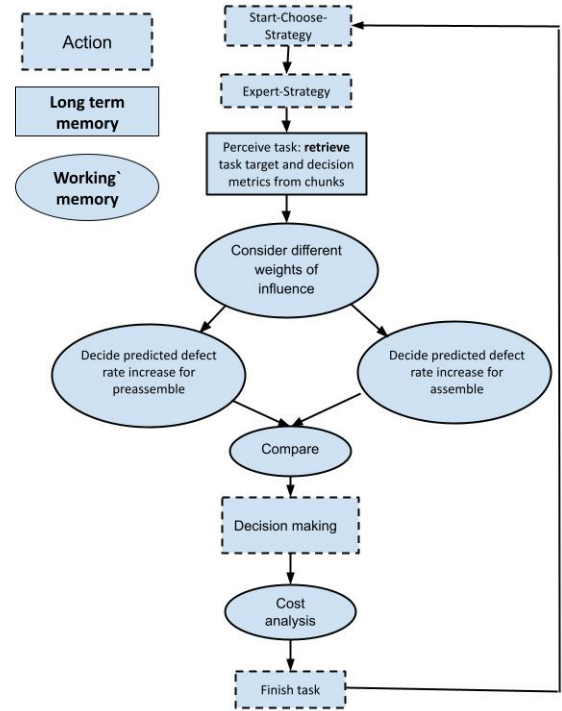 Action
Long term
memory
Working`
memory
Start-Choose-
Strategy
Expert-Strategy
Perceive task: retrieve
task target and decision
metrics from chunks
Consider different
weights of
influence
Decide predicted defect
rate increase for
preassemble
Decide predicted defect
rate increase for
assemble
Compare
Decision making
Cost
analysis
Finish task